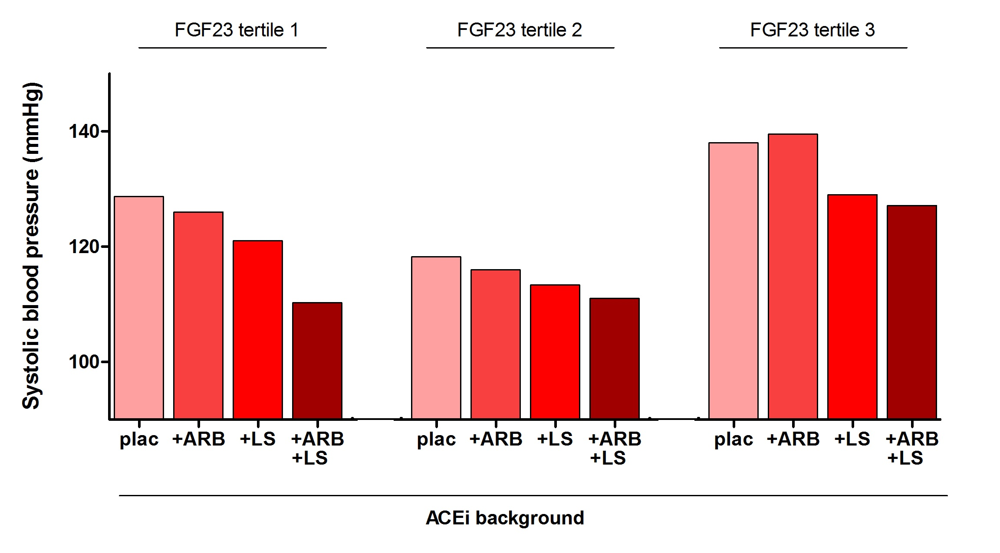 FGF23 tertile 1
FGF23 tertile 2
FGF23 tertile 3
Systolic blood pressure (mmHg)
140
120
100
plac
+ARB
+LS
+ARB
+LS
plac
+ARB
+LS
+ARB
+LS
plac
+ARB
+LS
+ARB
+LS
ACEi background